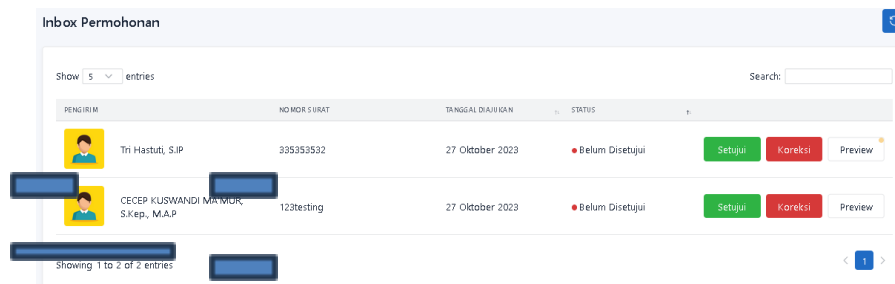 Inbox Permohonan
Show 5 entries Search:
PENGIRIM NOMOR SURAT TANGGAL DIAJUKAN STATUS
Tri Hastuti, S.IP 335353532 27 Oktober 2023 Belum Disetujui Setujui Koreksi Preview
CECEP KUSWANDI MA'MUR,
S.Kep., M.A.P 123testing 27 Oktober 2023 Belum Disetujui Setujui Koreksi Preview
Showing 1 to 2 of 2 entries < 1 >